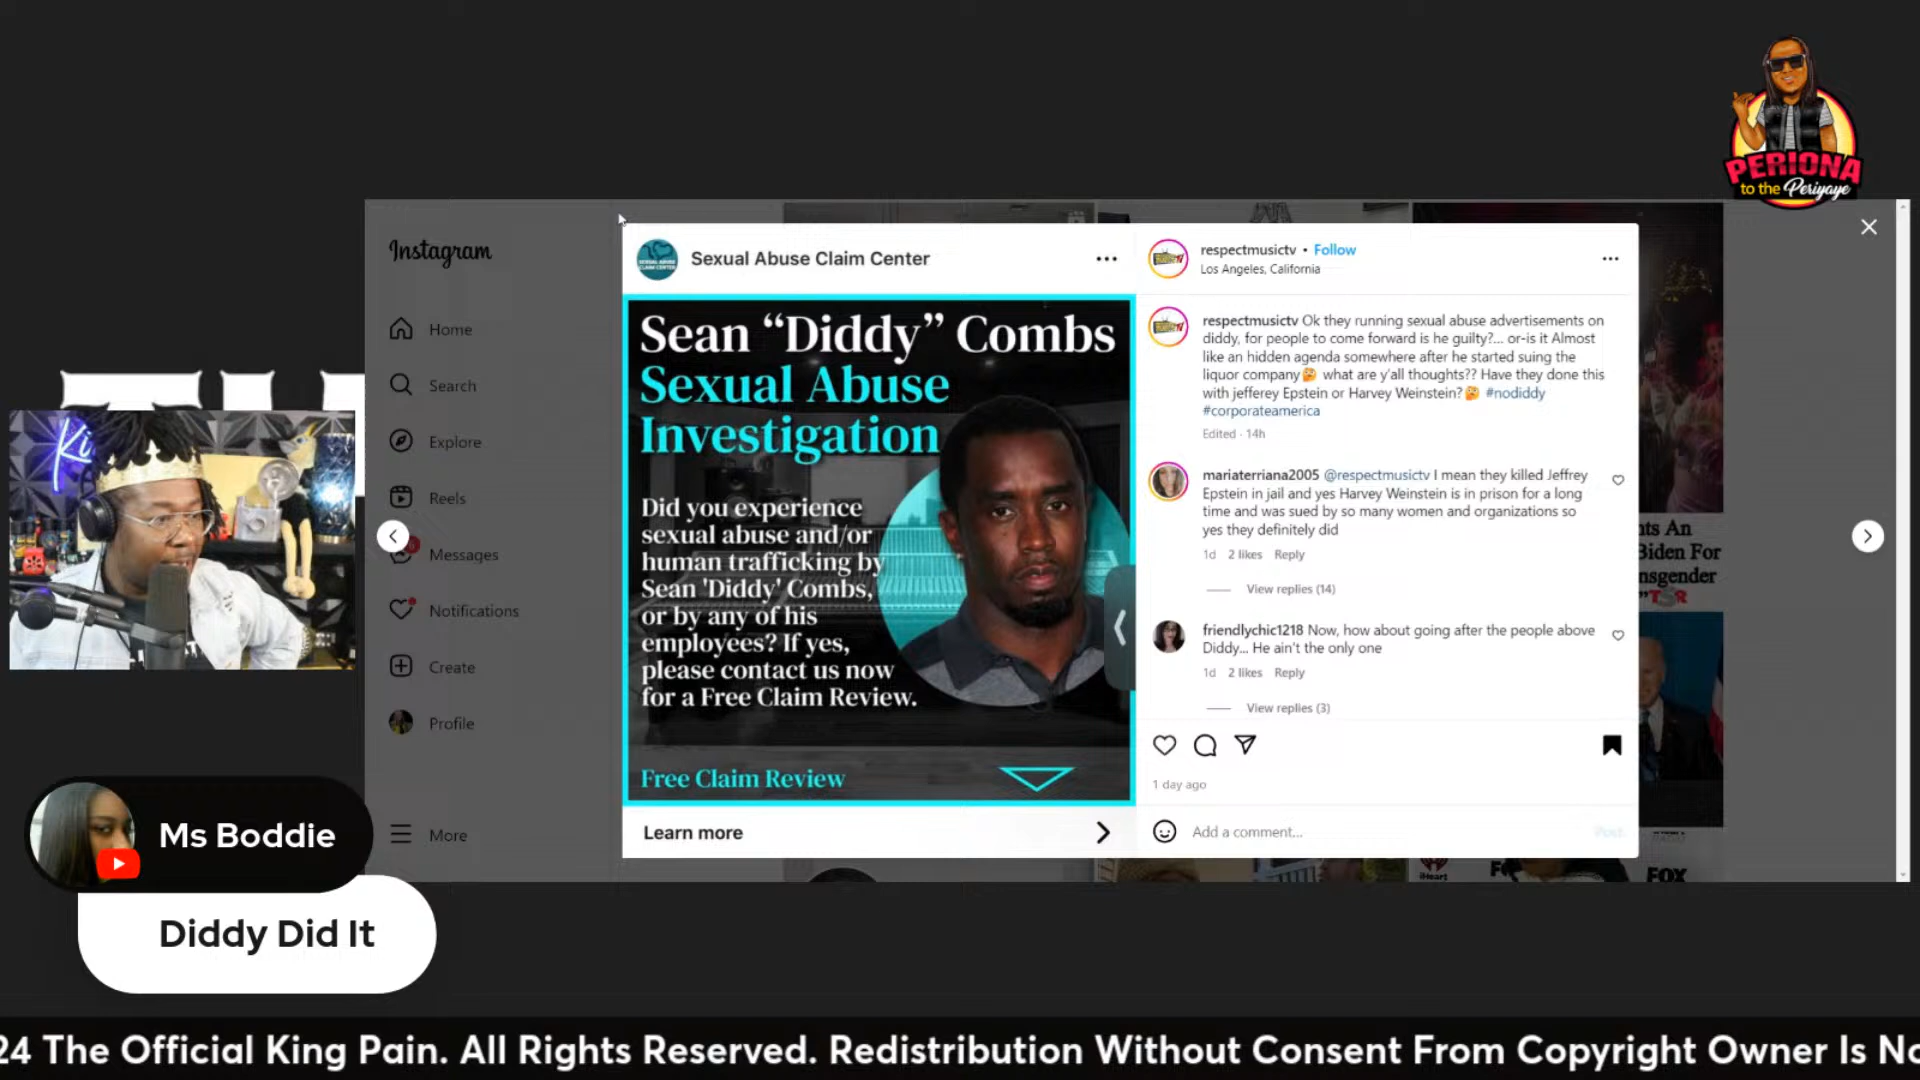 PERIONA
to the Periyaye
Instagram
Home
Search
Explore
Reels
Messages
Notifications
Create
Profile
More
Sexual Abuse Claim Center
Sean “Diddy” Combs
Sexual Abuse
Investigation
Did you experience
sexual abuse and/or
human trafficking by
Sean 'Diddy' Combs,
or by any of his
employees? If yes,
please contact us now
for a Free Claim Review.
Free Claim Review
Learn more
respectmusictv • Follow
Los Angeles, California
respectmusictv Ok they running sexual abuse advertisements on
diddy, for people to come forward is he guilty?... or-is it Almost
like an hidden agenda somewhere after he started suing the
liquor company🤔 what are y'all thoughts?? Have they done this
with jefferey Epstein or Harvey Weinstein?🤔 #nodiddy
#corporateamerica
Edited · 14h
mariaterriana2005 @respectmusictv I mean they killed Jeffrey
Epstein in jail and yes Harvey Weinstein is in prison for a long
time and was sued by so many women and organizations so
yes they definitely did
1d 2 likes Reply
View replies (14)
friendlychic1218 Now, how about going after the people above
Diddy... He ain't the only one
1d 2 likes Reply
View replies (3)
1 day ago
Add a comment...
Post
nts An
Biden For
nsgender
iHeart
FOX
Ki
Ms Boddie
Diddy Did It
24 The Official King Pain. All Rights Reserved. Redistribution Without Consent From Copyright Owner Is No